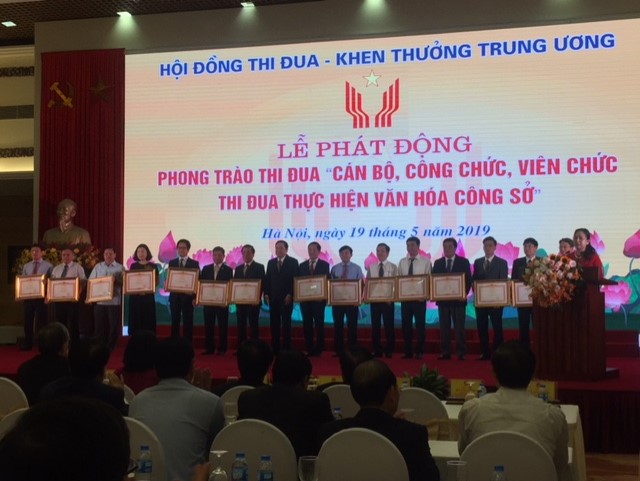 HỘI ĐỒNG THI ĐUA - KHEN THƯỞNG TRUNG ƯƠNG
LỄ PHÁT ĐỘNG
PHONG TRÀO THI ĐUA "CÁN BỘ, CÔNG CHỨC, VIÊN CHỨC
THI ĐUA THỰC HIỆN VĂN HÓA CÔNG SỞ"
Hà Nội, ngày 19 tháng 5 năm 2019